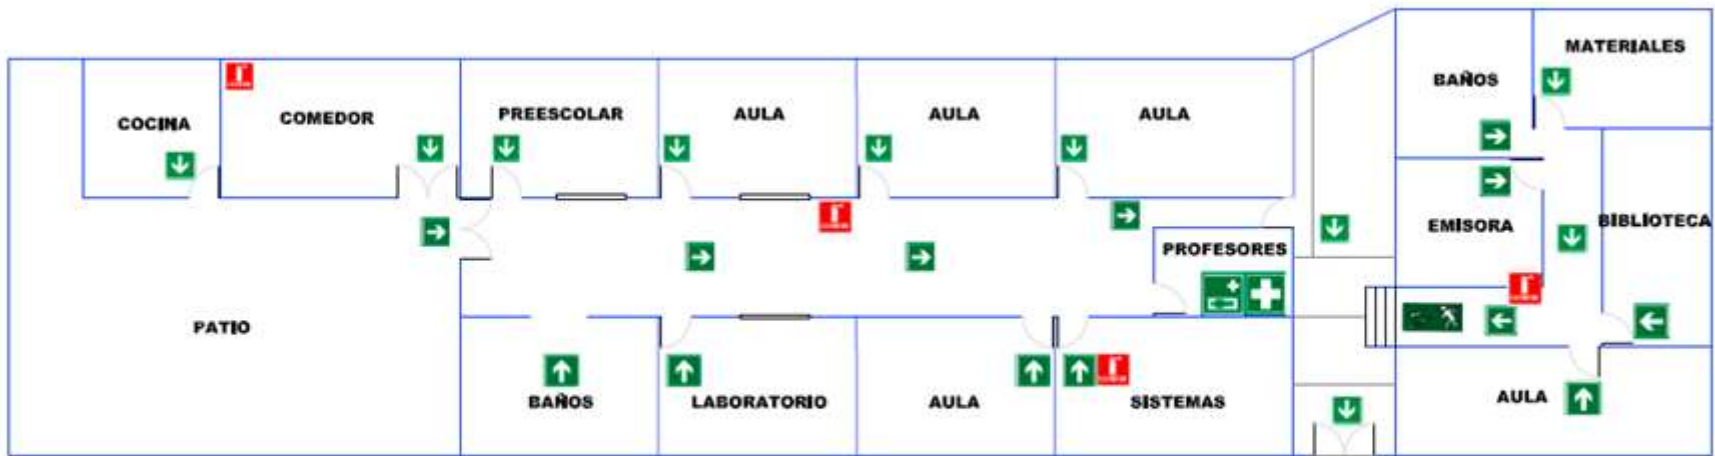 MATERIALES
BAÑOS
COCINA
COMEDOR
PREESCOLAR
AULA
AULA
AULA
EMISORA
BIBLIOTECA
PROFESORES
PATIO
BAÑOS
LABORATORIO
AULA
SISTEMAS
AULA